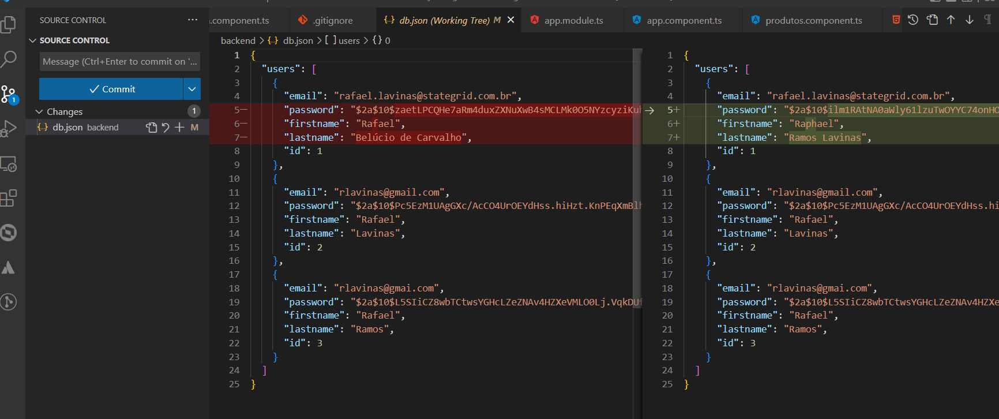 SOURCE CONTROL
SOURCE CONTROL
Message (Ctrl+Enter to commit on '...
Commit
Changes
1
db.json backend
M
1
.component.ts
.gitignore
db.json (Working Tree) M
app.module.ts
app.component.ts
produtos.component.ts
backend > {..} db.json > [ ] users > {} 0
1 {
2 "users": [
3 {
4 "email": "rafael.lavinas@stategrid.com.br",
5— "password": "$2a$10$zaetLPCQHe7aRm4duxZXNuXwB4sMCLMk0O5NYzcyziKuh
6— "firstname": "Rafael",
7— "lastname": "Belúcio de Carvalho",
8 "id": 1
9 },
10 {
11 "email": "rlavinas@gmail.com",
12 "password": "$2a$10$Pc5EzM1UAgGXc/AcCO4UrOEYdHss.hiHzt.KnPEqXmBlh
13 "firstname": "Rafael",
14 "lastname": "Lavinas",
15 "id": 2
16 },
17 {
18 "email": "rlavinas@gmai.com",
19 "password": "$2a$10$L5SIiCZ8wbTCtwsYGHcLZeZNAv4HZXeVMLO0Lj.VqkDUf
20 "firstname": "Rafael",
21 "lastname": "Ramos",
22 "id": 3
23 }
24 ]
25 }
1 {
2 "users": [
3 {
4 "email": "rafael.lavinas@stategrid.com.br",
5+ "password": "$2a$10$ilm1RAtNA0aWly61lzuTwOYYC74onHO
6+ "firstname": "Raphael",
7+ "lastname": "Ramos Lavinas",
8 "id": 1
9 },
10 {
11 "email": "rlavinas@gmail.com",
12 "password": "$2a$10$Pc5EzM1UAgGXc/AcCO4UrOEYdHss.hi
13 "firstname": "Rafael",
14 "lastname": "Lavinas",
15 "id": 2
16 },
17 {
18 "email": "rlavinas@gmai.com",
19 "password": "$2a$10$L5SIiCZ8wbTCtwsYGHcLZeZNAv4HZXe
20 "firstname": "Rafael",
21 "lastname": "Ramos",
22 "id": 3
23 }
24 ]
25 }